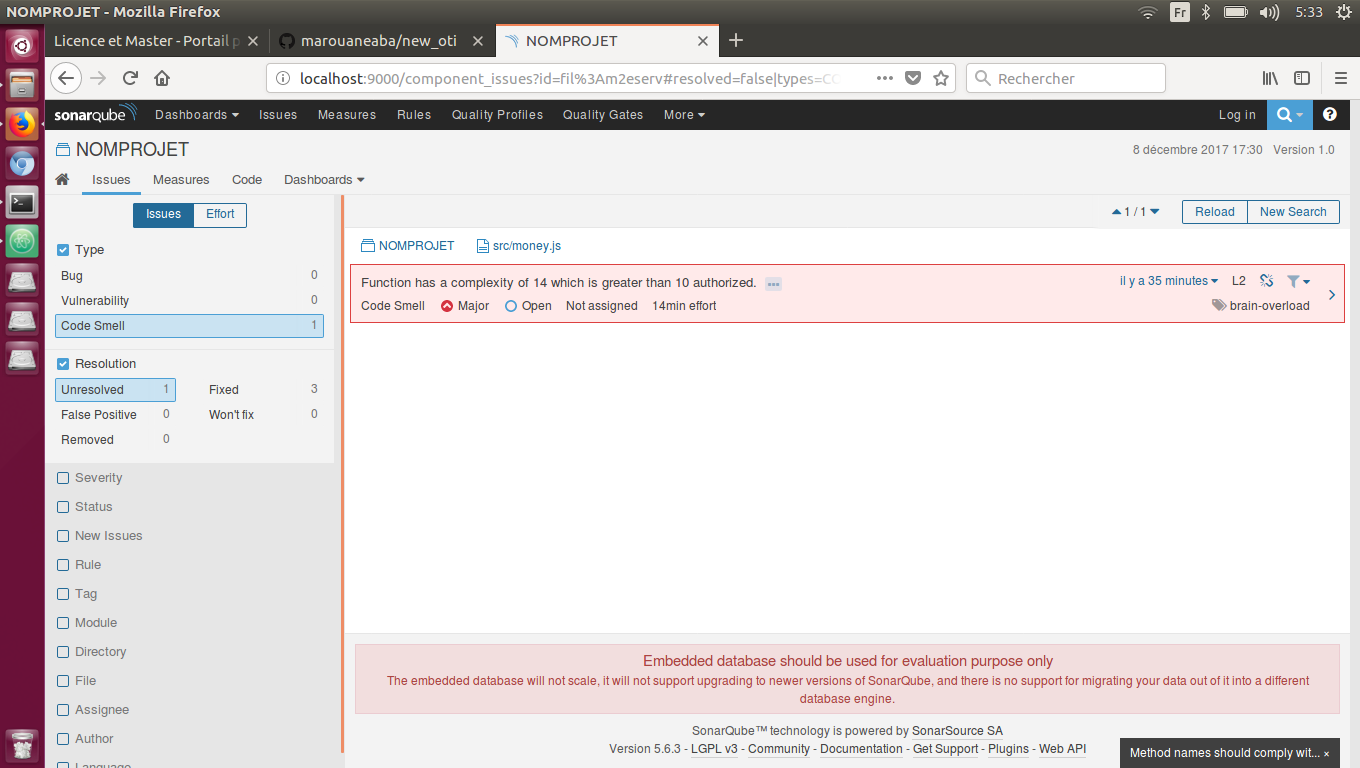 NOMPROJET - Mozilla Firefox
Fr
5:33
Licence et Master - Portail p
marouaneaba/new_oti
NOMPROJET
localhost:9000/component_issues?id=fil%3Am2eserv#resolved=false|types=CO
Rechercher
sonarqube
Dashboards
Issues
Measures
Rules
Quality Profiles
Quality Gates
More
Log in
NOMPROJET
8 décembre 2017 17:30 Version 1.0
Issues
Measures
Code
Dashboards
Issues
Effort
1 / 1
Reload
New Search
Type
Bug 0
Vulnerability 0
Code Smell 1
Resolution
Unresolved 1
Fixed 3
False Positive 0
Won't fix 0
Removed 0
Severity
Status
New Issues
Rule
Tag
Module
Directory
File
Assignee
Author
Language
NOMPROJET
src/money.js
Function has a complexity of 14 which is greater than 10 authorized.
il y a 35 minutes
L2
Code Smell
Major
Open
Not assigned
14min effort
brain-overload
Embedded database should be used for evaluation purpose only
The embedded database will not scale, it will not support upgrading to newer versions of SonarQube, and there is no support for migrating your data out of it into a different
database engine.
SonarQube™ technology is powered by SonarSource SA
Version 5.6.3 - LGPL v3 - Community - Documentation - Get Support - Plugins - Web API
Method names should comply wit... ×